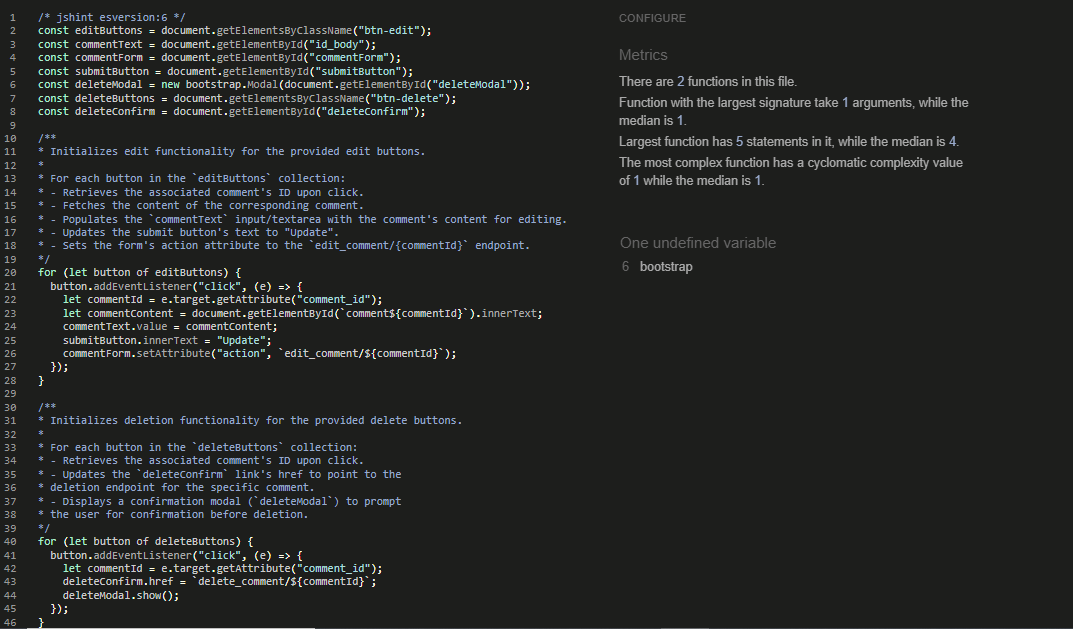 1 /* jshint esversion:6 */
2 const editButtons = document.getElementsByClassName("btn-edit");
3 const commentText = document.getElementById("id_body");
4 const commentForm = document.getElementById("commentForm");
5 const submitButton = document.getElementById("submitButton");
6 const deleteModal = new bootstrap.Modal(document.getElementById("deleteModal"));
7 const deleteButtons = document.getElementsByClassName("btn-delete");
8 const deleteConfirm = document.getElementById("deleteConfirm");
9
10 /**
11 * Initializes edit functionality for the provided edit buttons.
12 *
13 * For each button in the `editButtons` collection:
14 * - Retrieves the associated comment's ID upon click.
15 * - Fetches the content of the corresponding comment.
16 * - Populates the `commentText` input/textarea with the comment's content for editing.
17 * - Updates the submit button's text to "Update".
18 * - Sets the form's action attribute to the `edit_comment/{commentId}` endpoint.
19 */
20 for (let button of editButtons) {
21 button.addEventListener("click", (e) => {
22 let commentId = e.target.getAttribute("comment_id");
23 let commentContent = document.getElementById(`comment${commentId}`).innerText;
24 commentText.value = commentContent;
25 submitButton.innerText = "Update";
26 commentForm.setAttribute("action", `edit_comment/${commentId}`);
27 });
28 }
29
30 /**
31 * Initializes deletion functionality for the provided delete buttons.
32 *
33 * For each button in the `deleteButtons` collection:
34 * - Retrieves the associated comment's ID upon click.
35 * - Updates the `deleteConfirm` link's href to point to the
36 * deletion endpoint for the specific comment.
37 * - Displays a confirmation modal (`deleteModal`) to prompt
38 * the user for confirmation before deletion.
39 */
40 for (let button of deleteButtons) {
41 button.addEventListener("click", (e) => {
42 let commentId = e.target.getAttribute("comment_id");
43 deleteConfirm.href = `delete_comment/${commentId}`;
44 deleteModal.show();
45 });
46 }
CONFIGURE
Metrics
There are 2 functions in this file.
Function with the largest signature take 1 arguments, while the
median is 1.
Largest function has 5 statements in it, while the median is 4.
The most complex function has a cyclomatic complexity value
of 1 while the median is 1.
One undefined variable
6 bootstrap